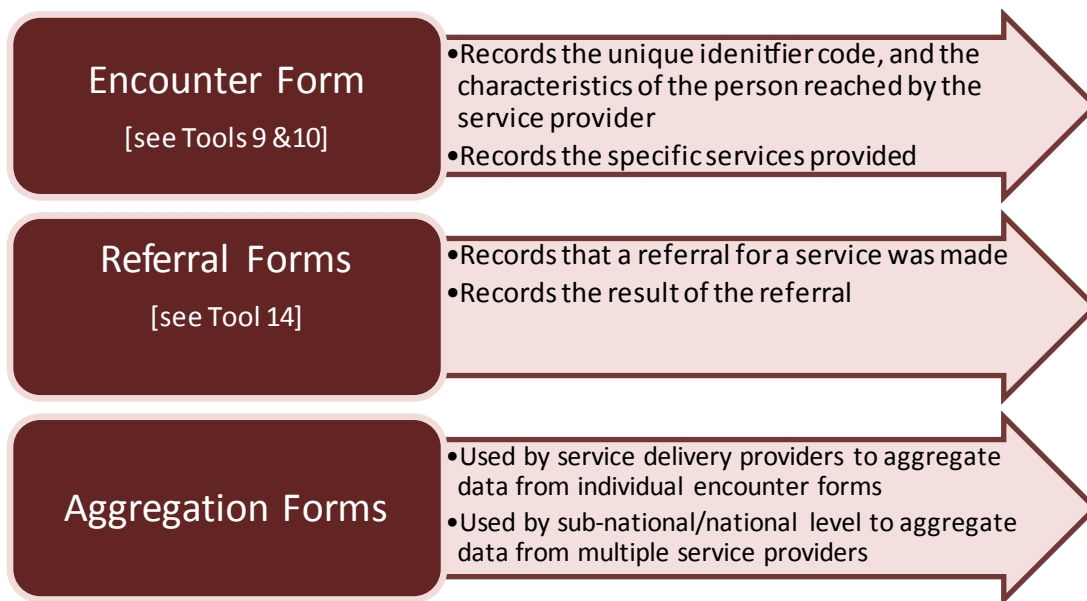 Encounter Form
[see Tools 9 &10]
•Records the unique idenitfier code, and the
characteristics of the person reached by the
service provider
•Records the specific services provided
Referral Forms
[see Tool 14]
•Records that a referral for a service was made
•Records the result of the referral
Aggregation Forms
•Used by service delivery providers to aggregate
data from individual encounter forms
•Used by sub-national/national level to aggregate
data from multiple service providers